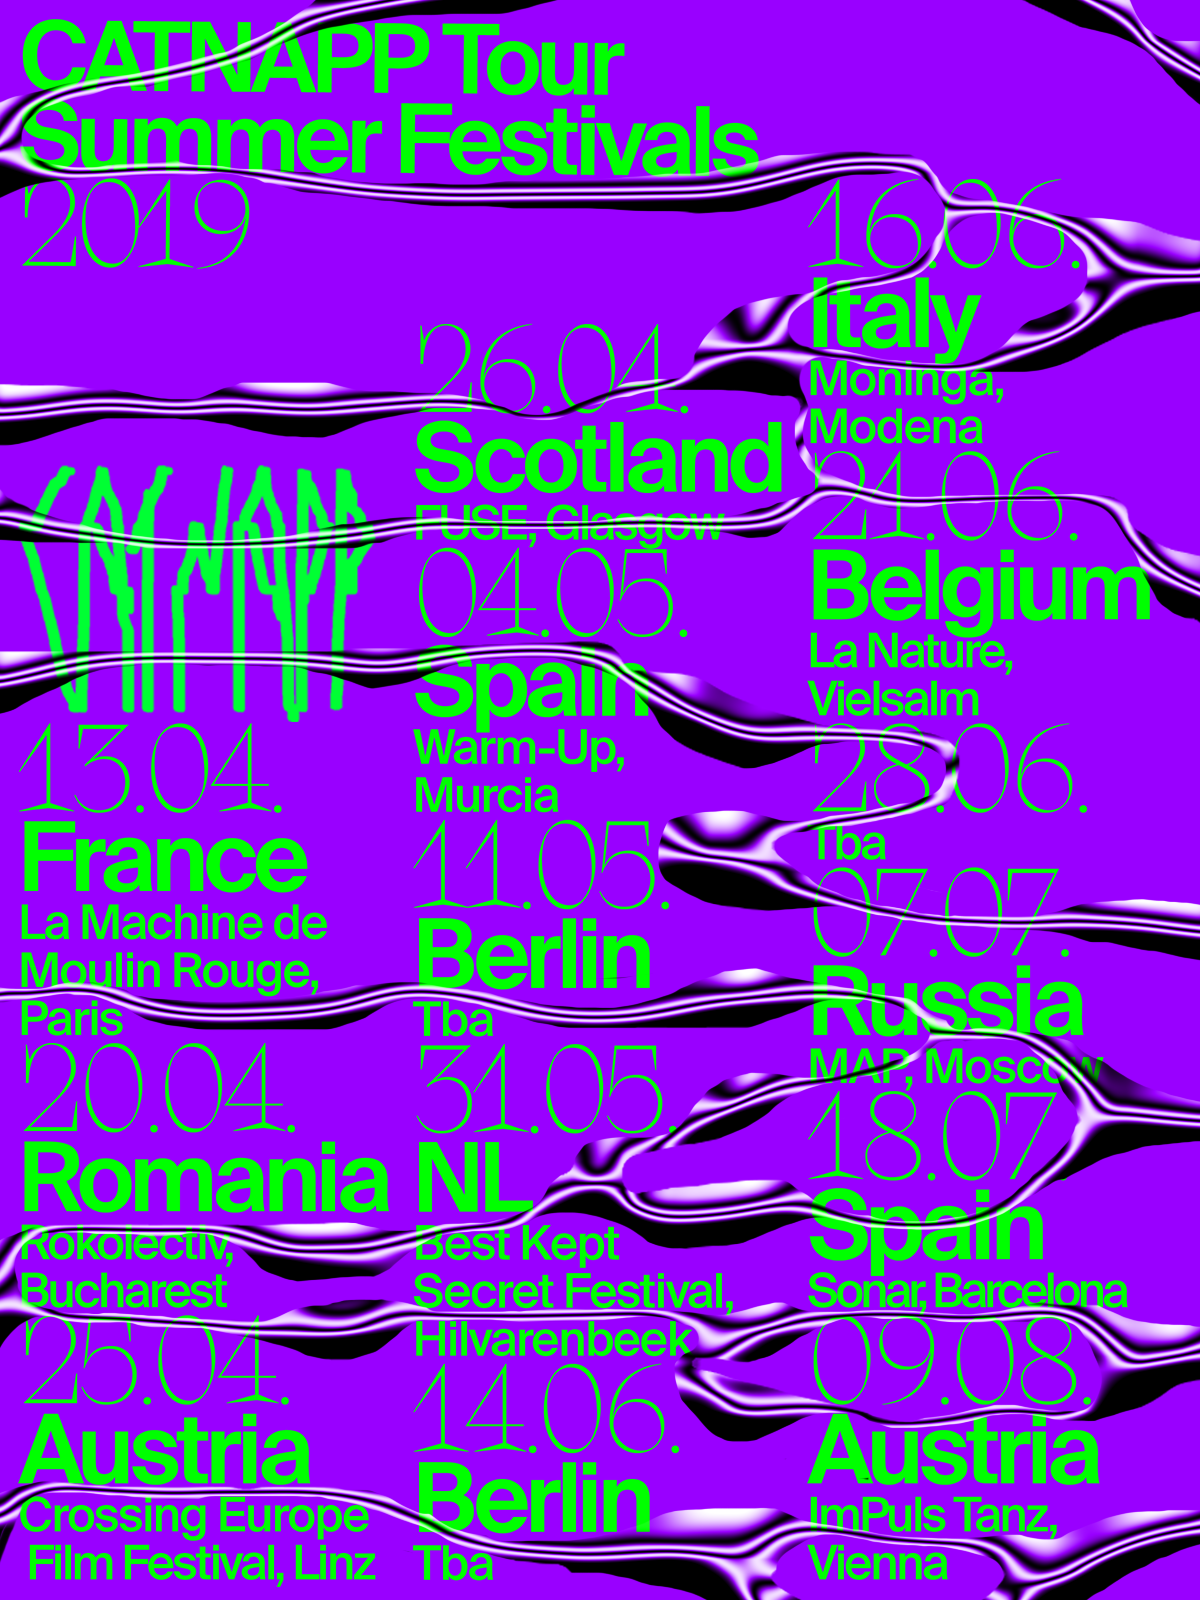 CATNAPP Tour
Summer Festivals
2019
CATNAPP
13.04.
France
La Machine de
Moulin Rouge,
Paris
20.04.
Romania
Rokolectiv,
Bucharest
25.04.
Austria
Crossing Europe
Film Festival, Linz
26.04.
Scotland
FUSE, Glasgow
04.05.
Spain
Warm-Up,
Murcia
11.05.
Berlin
Tba
31.05.
NL
Best Kept
Secret Festival,
Hilvarenbeek
14.06.
Berlin
Tba
16.06.
Italy
Moninga,
Modena
21.06.
Belgium
La Nature,
Vielsalm
28.06.
Tba
07.07.
Russia
MAP, Moscow
18.07
Spain
Sonar, Barcelona
09.08.
Austria
ImPuls Tanz,
Vienna